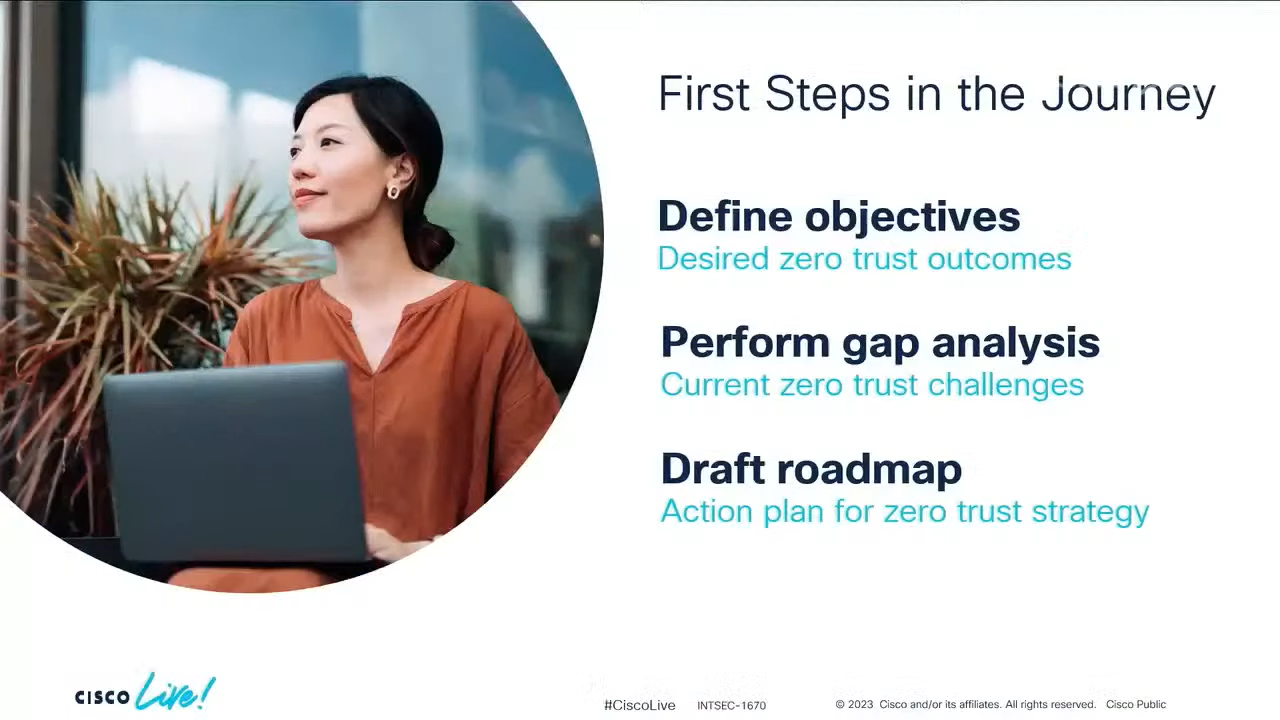 First Steps in the Journey
Define objectives
Desired zero trust outcomes
Perform gap analysis
Current zero trust challenges
Draft roadmap
Action plan for zero trust strategy
CISCO Live!
#CiscoLive INTSEC-1670 © 2023 Cisco and/or its affiliates. All rights reserved. Cisco Public